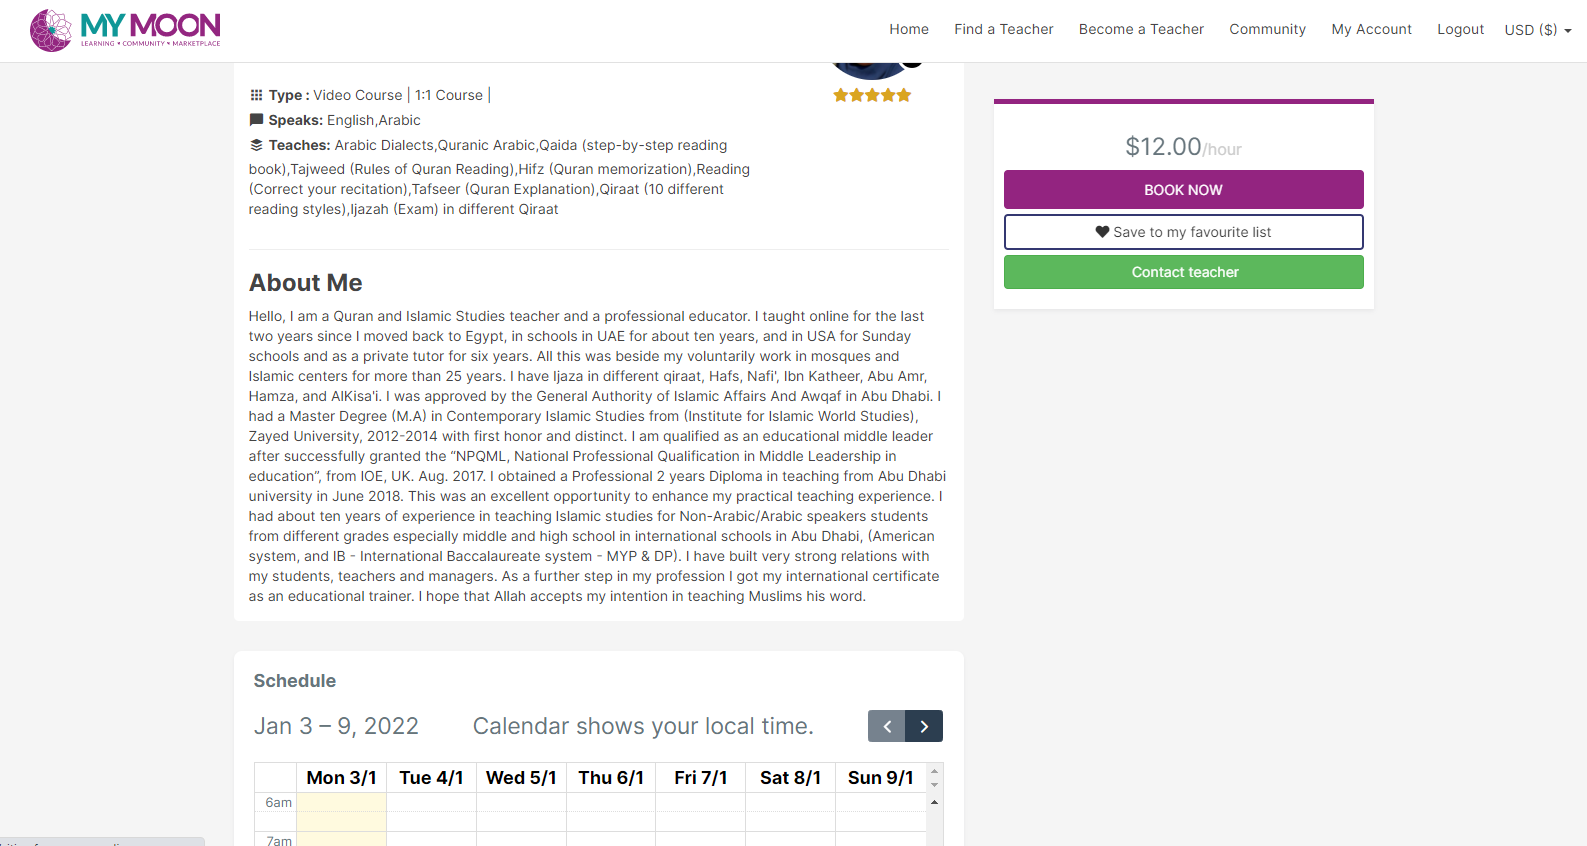 MY MOON
LEARNING • COMMUNITY • MARKETPLACE
Home Find a Teacher Become a Teacher Community My Account Logout USD ($)
Type : Video Course | 1:1 Course |
Speaks: English,Arabic
Teaches: Arabic Dialects,Quranic Arabic,Qaida (step-by-step reading
book),Tajweed (Rules of Quran Reading),Hifz (Quran memorization),Reading
(Correct your recitation),Tafseer (Quran Explanation),Qiraat (10 different
reading styles),Ijazah (Exam) in different Qiraat
$12.00/hour
BOOK NOW
Save to my favourite list
Contact teacher
About Me
Hello, I am a Quran and Islamic Studies teacher and a professional educator. I taught online for the last
two years since I moved back to Egypt, in schools in UAE for about ten years, and in USA for Sunday
schools and as a private tutor for six years. All this was beside my voluntarily work in mosques and
Islamic centers for more than 25 years. I have Ijaza in different qiraat, Hafs, Nafi', Ibn Katheer, Abu Amr,
Hamza, and AlKisa'i. I was approved by the General Authority of Islamic Affairs And Awqaf in Abu Dhabi. I
had a Master Degree (M.A) in Contemporary Islamic Studies from (Institute for Islamic World Studies),
Zayed University, 2012-2014 with first honor and distinct. I am qualified as an educational middle leader
after successfully granted the “NPQML, National Professional Qualification in Middle Leadership in
education”, from IOE, UK. Aug. 2017. I obtained a Professional 2 years Diploma in teaching from Abu Dhabi
university in June 2018. This was an excellent opportunity to enhance my practical teaching experience. I
had about ten years of experience in teaching Islamic studies for Non-Arabic/Arabic speakers students
from different grades especially middle and high school in international schools in Abu Dhabi, (American
system, and IB - International Baccalaureate system - MYP & DP). I have built very strong relations with
my students, teachers and managers. As a further step in my profession I got my international certificate
as an educational trainer. I hope that Allah accepts my intention in teaching Muslims his word.
Schedule
Jan 3 – 9, 2022 Calendar shows your local time.
Mon 3/1 Tue 4/1 Wed 5/1 Thu 6/1 Fri 7/1 Sat 8/1 Sun 9/1
6am
7am